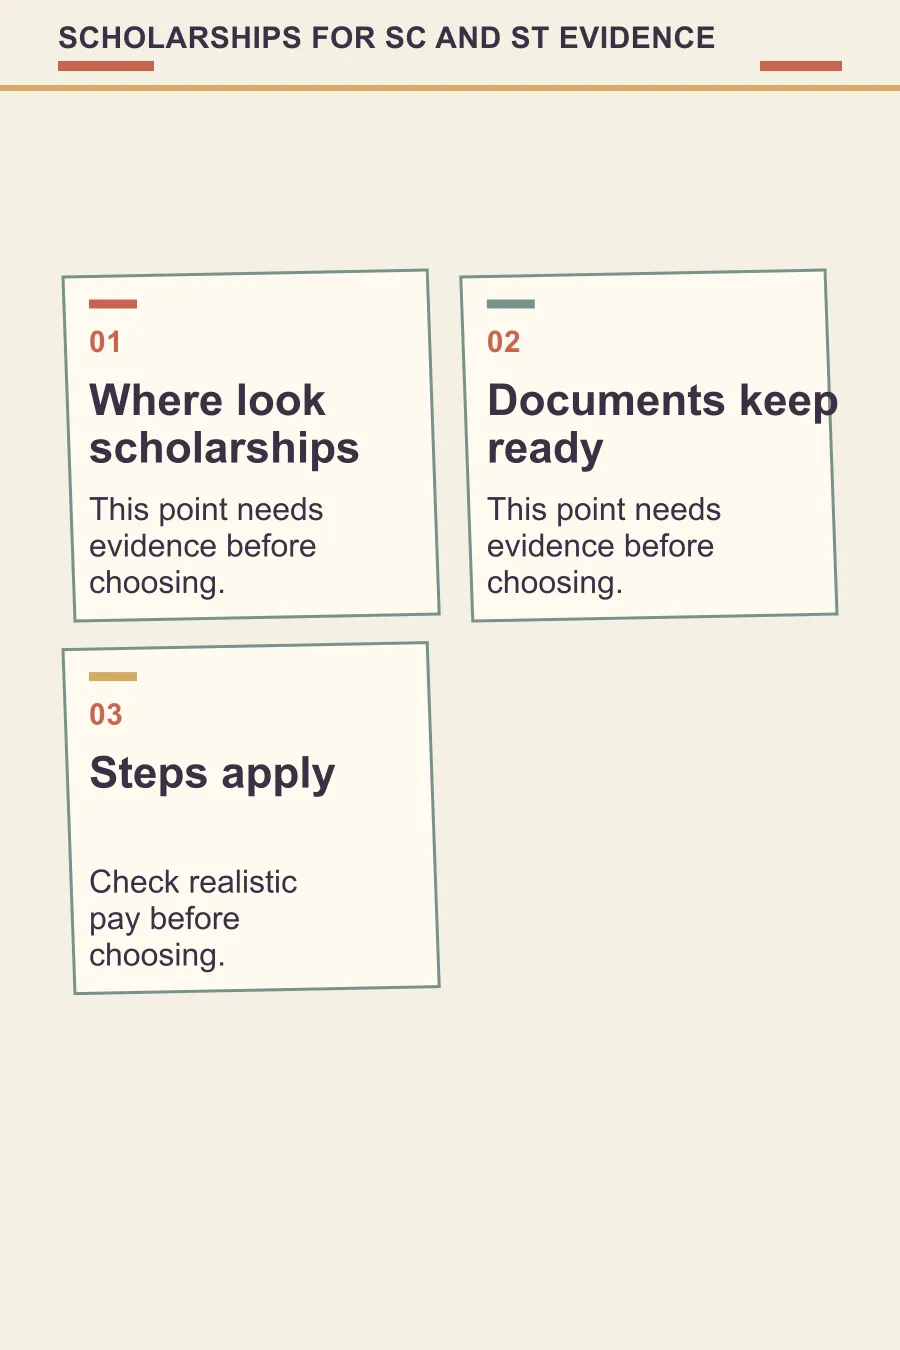 SCHOLARSHIPS FOR SC AND ST EVIDENCE
01
Where look
scholarships
This point needs
evidence before
choosing.
02
Documents keep
ready
This point needs
evidence before
choosing.
03
Steps apply
Check realistic
pay before
choosing.